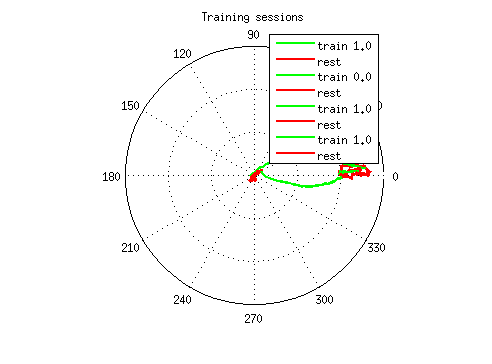 Training sessions
90
120
train 1.0
rest
train 0.0
rest
train 1.0
rest
train 1.0
rest
150
0
180
0
210
330
240
300
270